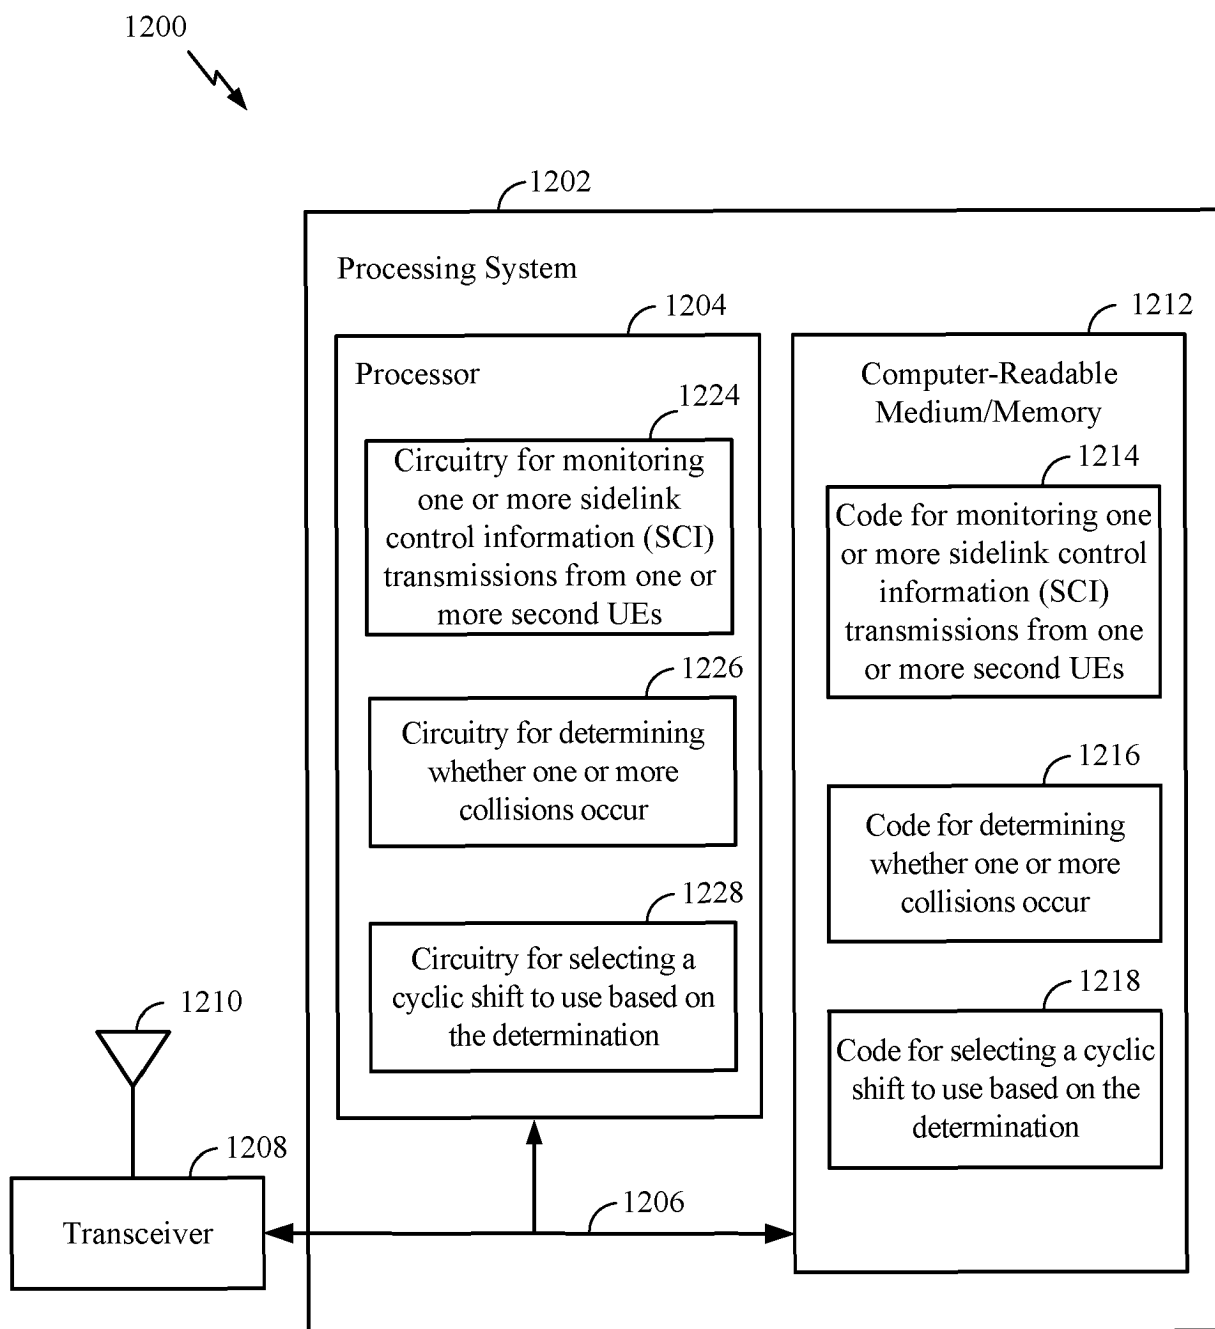 1200
1202
Processing System
1204
Processor
1224
Circuitry for monitoring
one or more sidelink
control information (SCI)
transmissions from one or
more second UEs
1226
Circuitry for determining
whether one or more
collisions occur
1228
Circuitry for selecting a
cyclic shift to use based on
the determination
1212
Computer-Readable
Medium/Memory
1214
Code for monitoring one
or more sidelink control
information (SCI)
transmissions from one
or more second UEs
1216
Code for determining
whether one or more
collisions occur
1218
Code for selecting a cyclic
shift to use based on the
determination
1210
1208
Transceiver
1206